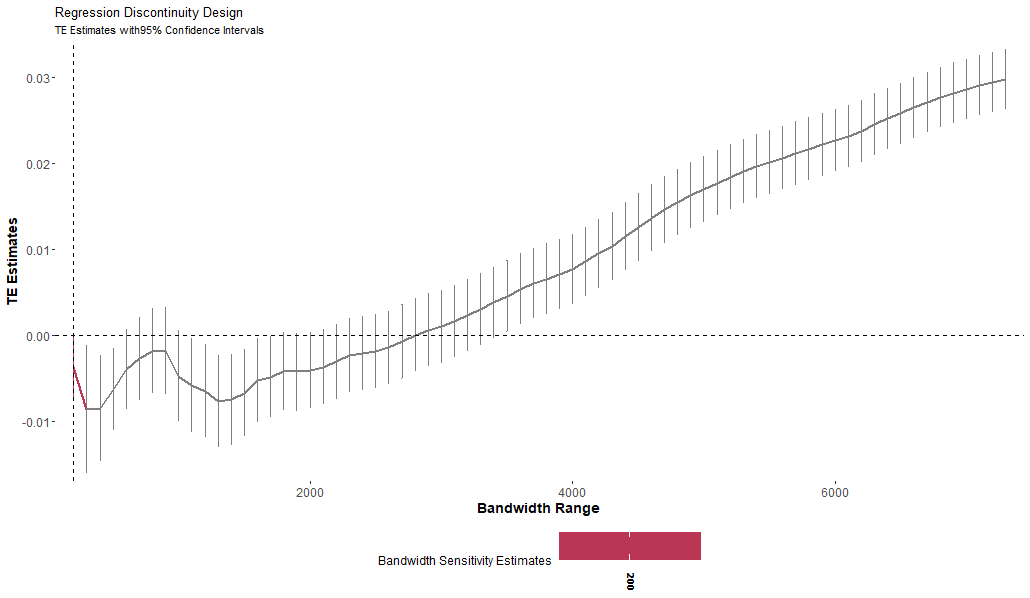 Regression Discontinuity Design
TE Estimates with95% Confidence Intervals
TE Estimates
0.03
0.02
0.01
0.00
-0.01
2000
4000
6000
Bandwidth Range
Bandwidth Sensitivity Estimates
200